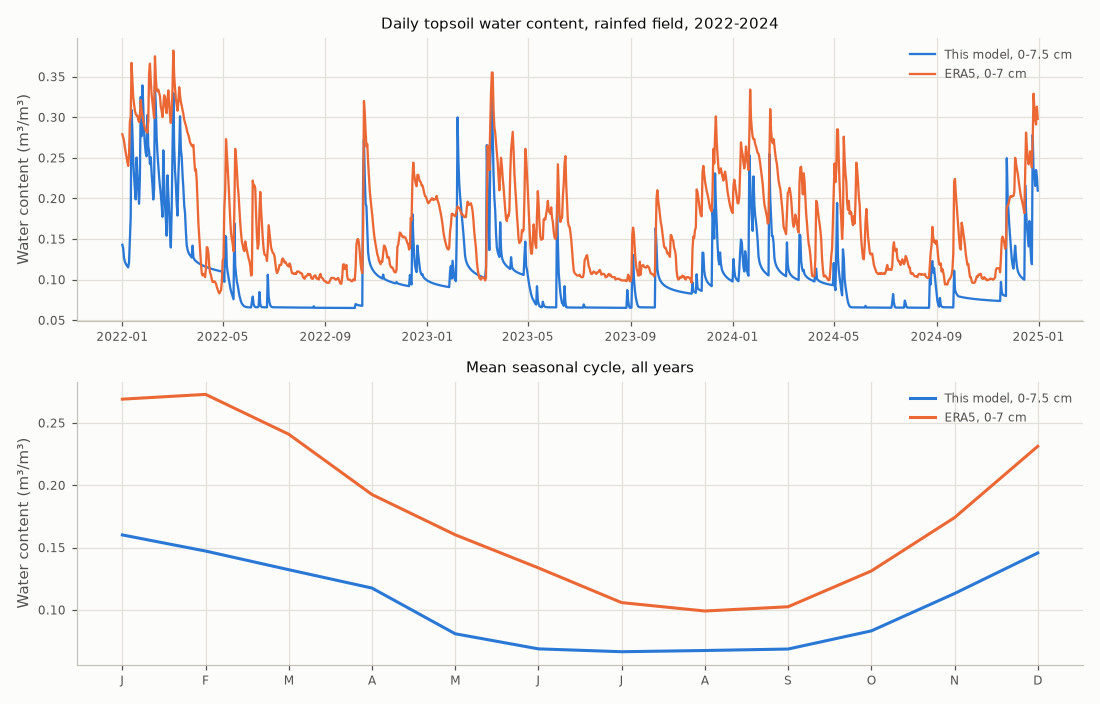 Daily topsoil water content, rainfed field, 2022-2024
Water content (m³/m³)
This model, 0-7.5 cm
ERA5, 0-7 cm
0.35
0.30
0.25
0.20
0.15
0.10
0.05
2022-01 2022-05 2022-09 2023-01 2023-05 2023-09 2024-01 2024-05 2024-09 2025-01
Mean seasonal cycle, all years
Water content (m³/m³)
This model, 0-7.5 cm
ERA5, 0-7 cm
0.25
0.20
0.15
0.10
J F M A M J J A S O N D